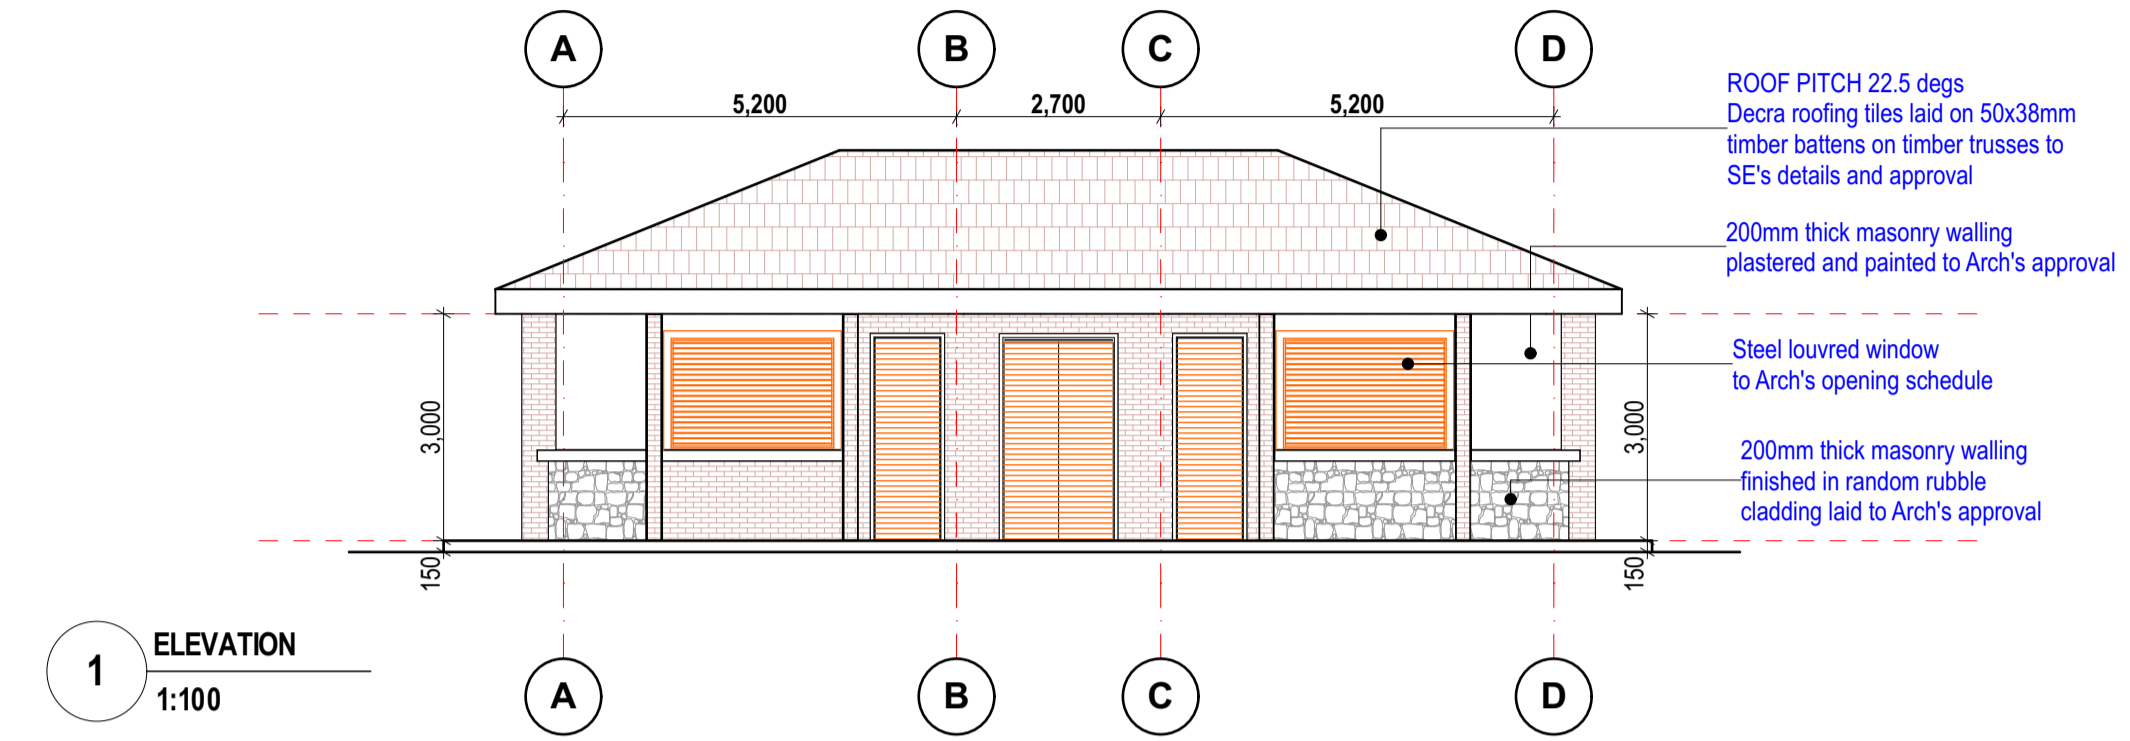 A
B
C
D
5,200
2,700
5,200
ROOF PITCH 22.5 degs
Decra roofing tiles laid on 50x38mm
timber battens on timber trusses to
SE's details and approval
200mm thick masonry walling
plastered and painted to Arch's approval
Steel louvred window
to Arch's opening schedule
200mm thick masonry walling
finished in random rubble
cladding laid to Arch's approval
3,000
3,000
150
150
1
ELEVATION
1:100
A
B
C
D